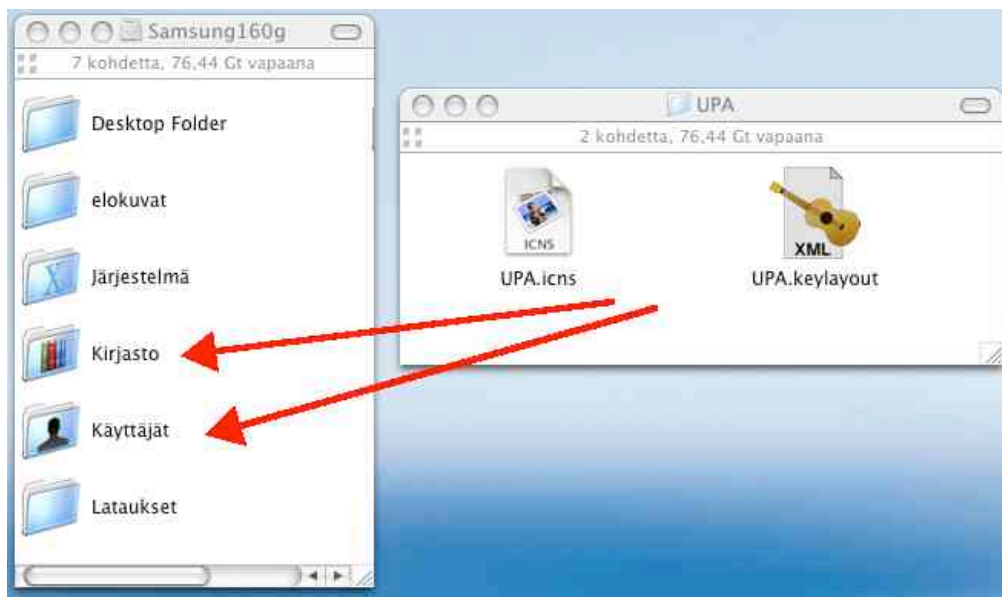 Samsung160g
7 kohdetta, 76,44 Gt vapaana
Desktop Folder
elokuvat
Järjestelmä
Kirjasto
Käyttäjät
Lataukset
UPA
2 kohdetta, 76,44 Gt vapaana
ICNS
UPA.icns
XML
UPA.keylayout